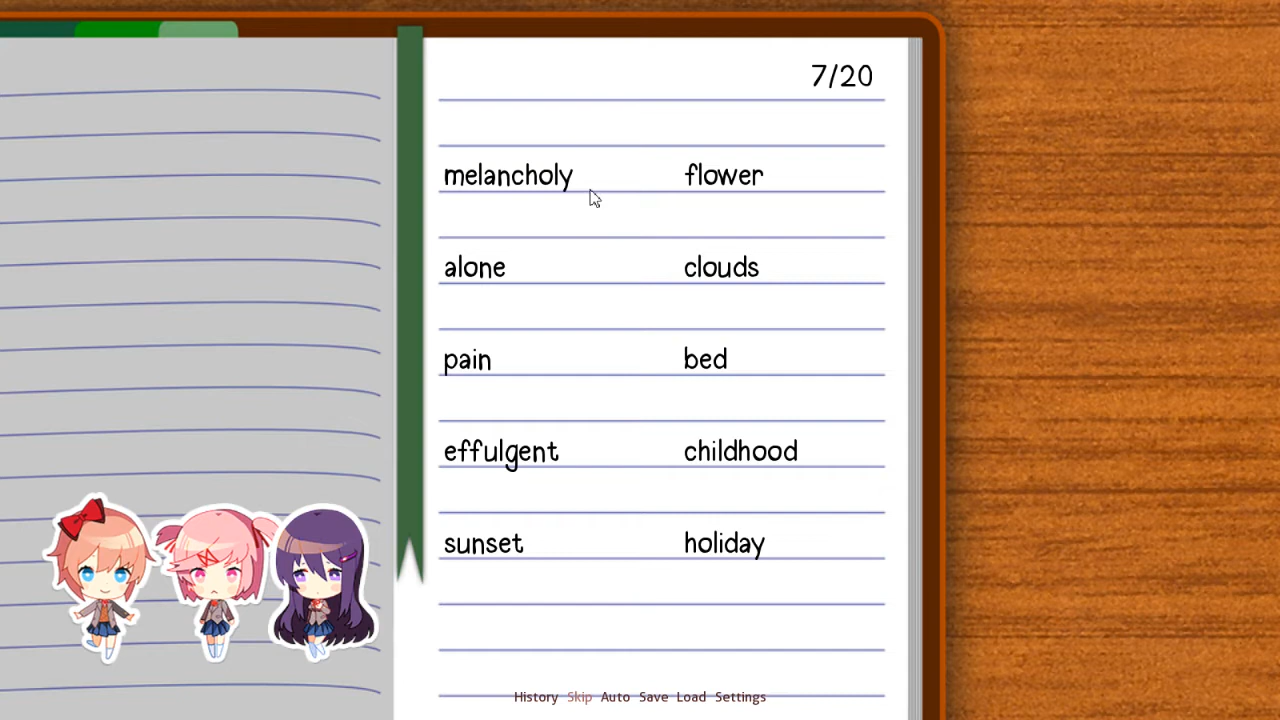 7/20
melancholy flower
alone clouds
pain bed
effulgent childhood
sunset holiday
History Skip Auto Save Load Settings